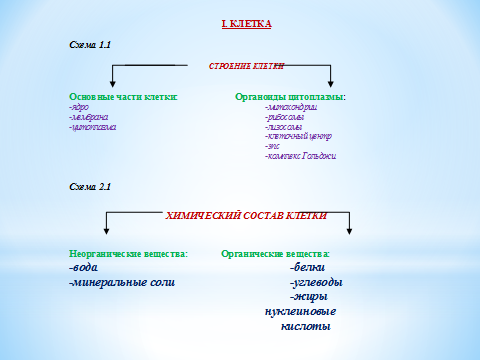 I. КЛЕТКА
Схема 1.1
СТРОЕНИЕ КЛЕТКИ
Основные части клетки:
-ядро
-мембрана
-цитоплазма
Органоиды цитоплазмы:
-митохондрии
-рибосомы
-лизосомы
-клеточный центр
-эпс
-комплекс Гольджи
Схема 2.1
ХИМИЧЕСКИЙ СОСТАВ КЛЕТКИ
Неорганические вещества:
-вода
-минеральные соли
Органические вещества:
-белки
-углеводы
-жиры
нуклеиновые
кислоты